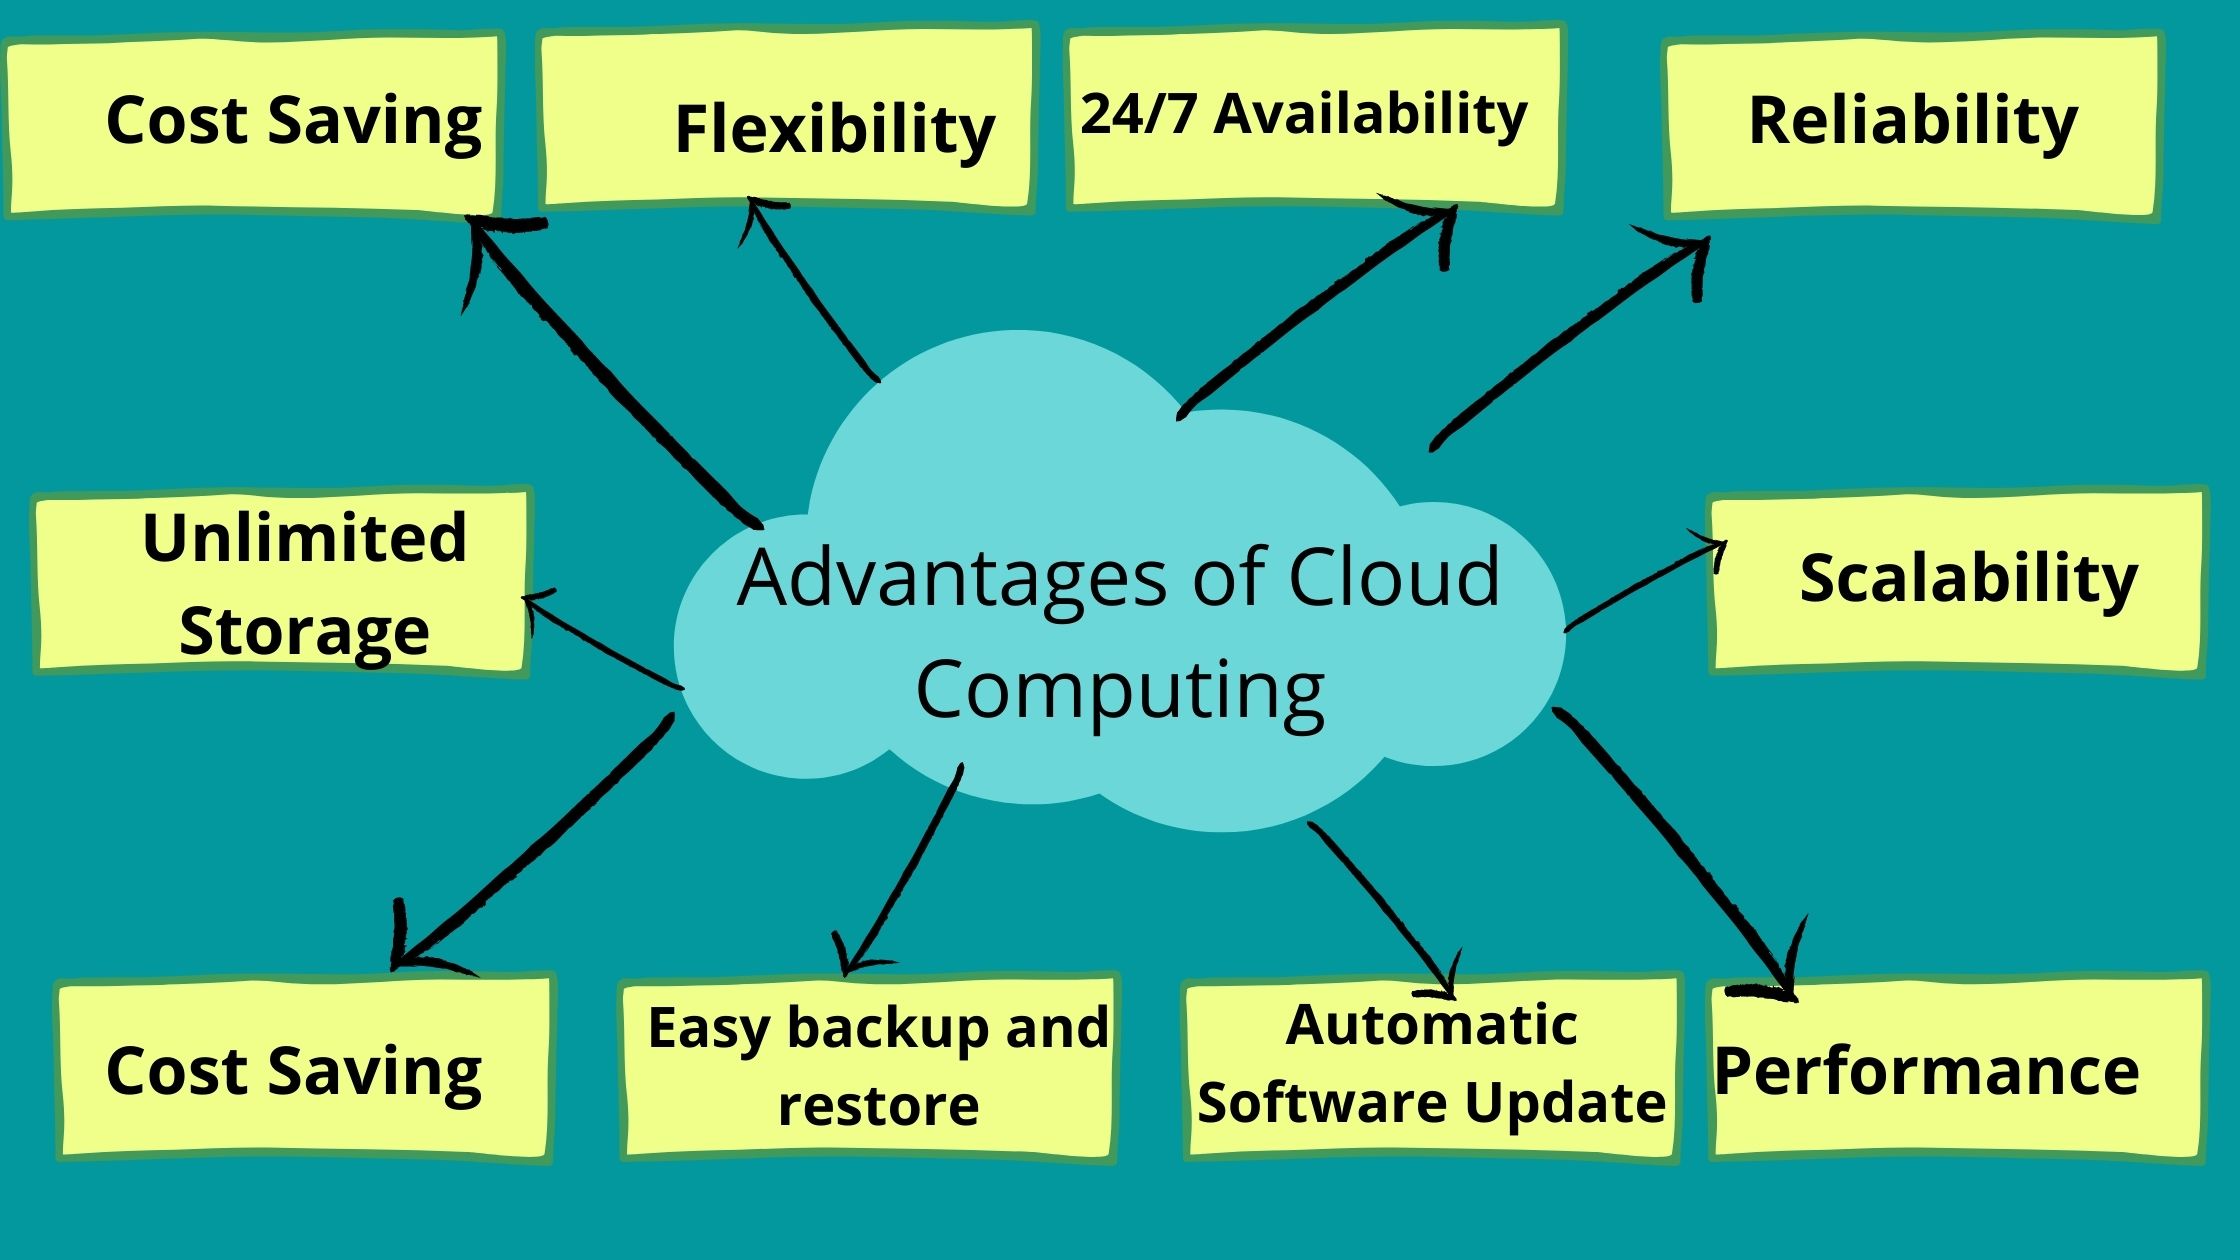 Cost Saving
Flexibility
24/7 Availability
Reliability
Unlimited
Storage
Advantages of Cloud
Computing
Scalability
Cost Saving
Easy backup and
restore
Automatic
Software Update
Performance